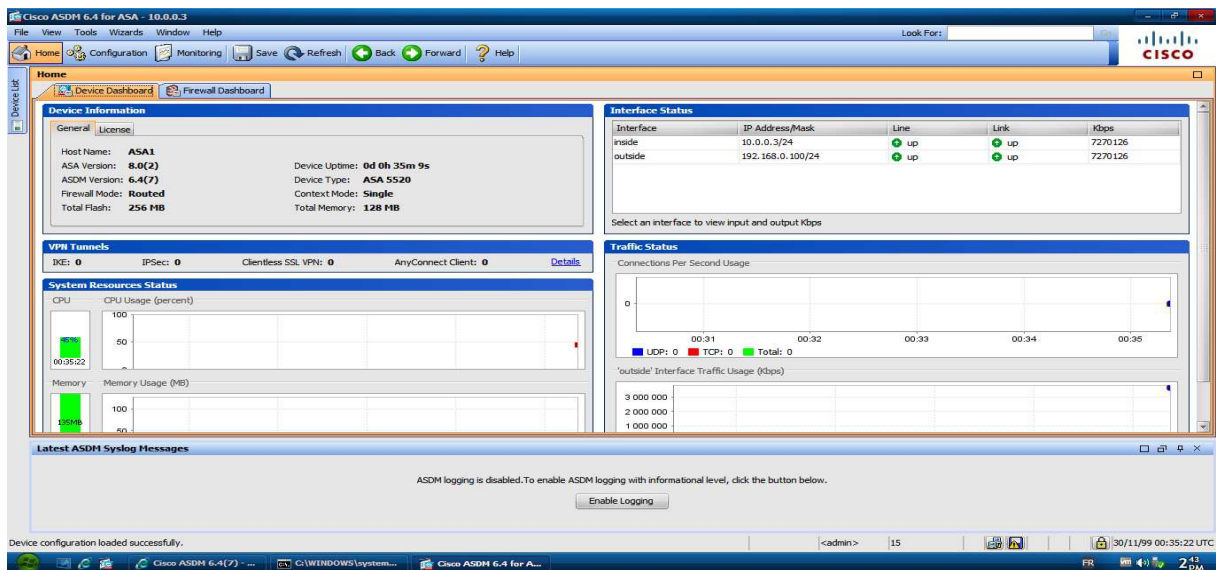 Cisco ASDM 6.4 for ASA - 10.0.0.3
File View Tools Wizards Window Help Look For:
Home Configuration Monitoring Save Refresh Back Forward Help
CISCO
Device List
Home
Device Dashboard Firewall Dashboard
Device Information
General License
Host Name: ASA1
ASA Version: 8.0(2) Device Uptime: 0d 0h 35m 9s
ASDM Version: 6.4(7) Device Type: ASA 5520
Firewall Mode: Routed Context Mode: Single
Total Flash: 256 MB Total Memory: 128 MB
Interface Status
Interface IP Address/Mask Line Link Kbps
inside 10.0.0.3/24 up up 7270126
outside 192.168.0.100/24 up up 7270126
Select an interface to view input and output Kbps
VPN Tunnels
IKE: 0 IPSec: 0 Clientless SSL VPN: 0 AnyConnect Client: 0 Details
System Resources Status
CPU CPU Usage (percent)
100
50
0
45%
00:35:22
Memory Memory Usage (MB)
100
50
135MB
Traffic Status
Connections Per Second Usage
0
00:31 00:32 00:33 00:34 00:35
UDP: 0 TCP: 0 Total: 0
'outside' Interface Traffic Usage (Kbps)
3 000 000
2 000 000
1 000 000
Latest ASDM Syslog Messages
ASDM logging is disabled.To enable ASDM logging with informational level, click the button below.
Enable Logging
Device configuration loaded successfully. <admin> 15 30/11/99 00:35:22 UTC
Cisco ASDM 6.4(7) - ... C:\WINDOWS\system... Cisco ASDM 6.4 for A... FR 2:43 PM